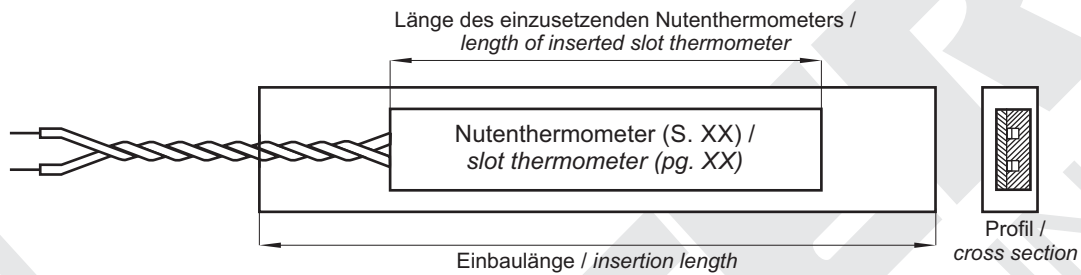 Länge des einzusetzenden Nutenthermometers /
length of inserted slot thermometer
Nutenthermometer (S. XX) /
slot thermometer (pg. XX)
Profil /
cross section
Einbaulänge / insertion length